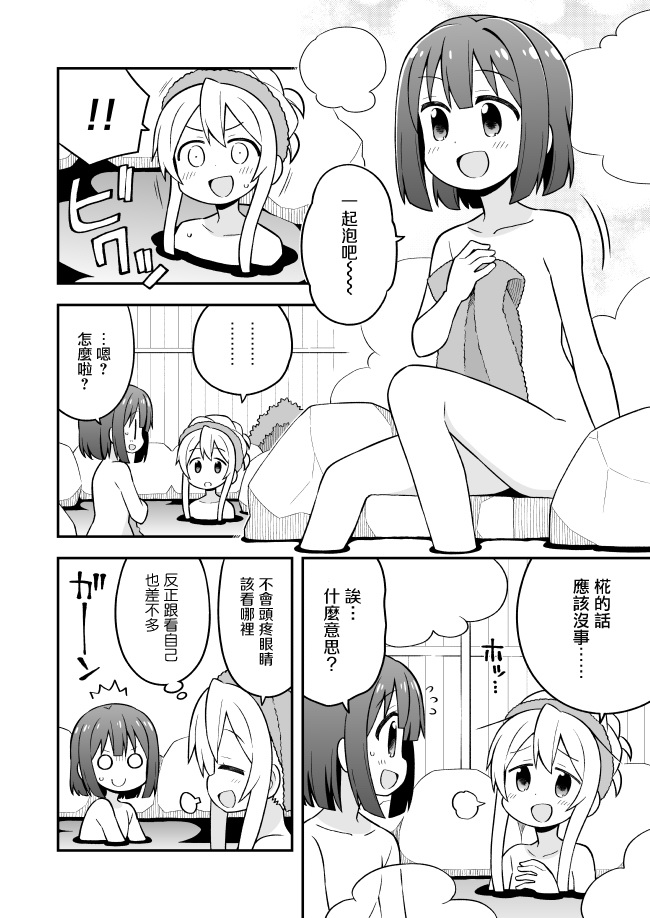 一起泡吧～～
！！
ビクッ
⋯⋯⋯
…嗯？
怎麼啦？
椛的話
應該沒事⋯⋯
ホッ…
誒…
什麼意思？
不會頭疼眼睛
該看哪裡
反正跟看自己
也差不多
ガーン